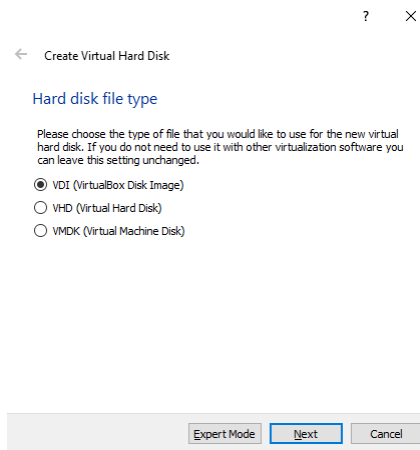 ?
Create Virtual Hard Disk
Hard disk file type
Please choose the type of file that you would like to use for the new virtual
hard disk. If you do not need to use it with other virtualization software you
can leave this setting unchanged.
VDI (VirtualBox Disk Image)
VHD (Virtual Hard Disk)
VMDK (Virtual Machine Disk)
Expert Mode Next Cancel